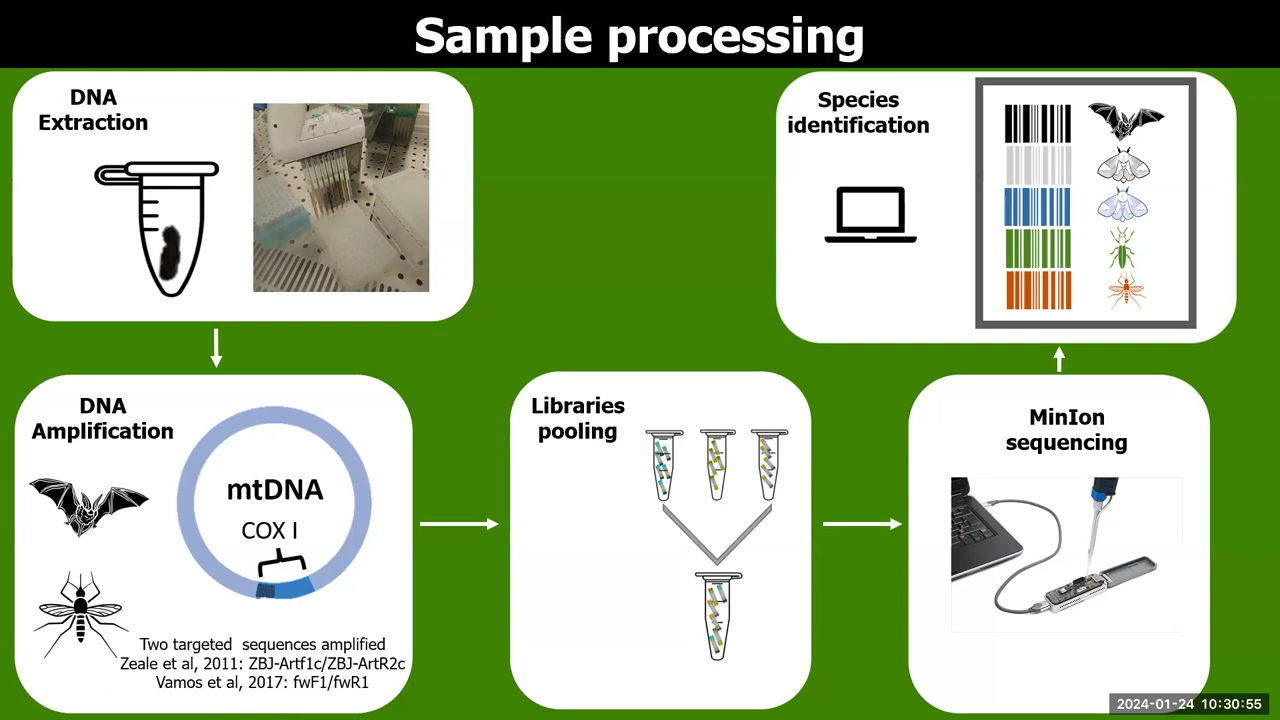 Sample processing
DNA
Extraction
DNA
Amplification
mtDNA
COX I
Two targeted  sequences amplified
Zeale et al, 2011: ZBJ-Artf1c/ZBJ-ArtR2c
Vamos et al, 2017: fwF1/fwR1
Libraries
pooling
MinIon
sequencing
Species
identification
2024-01-24 10:30:55